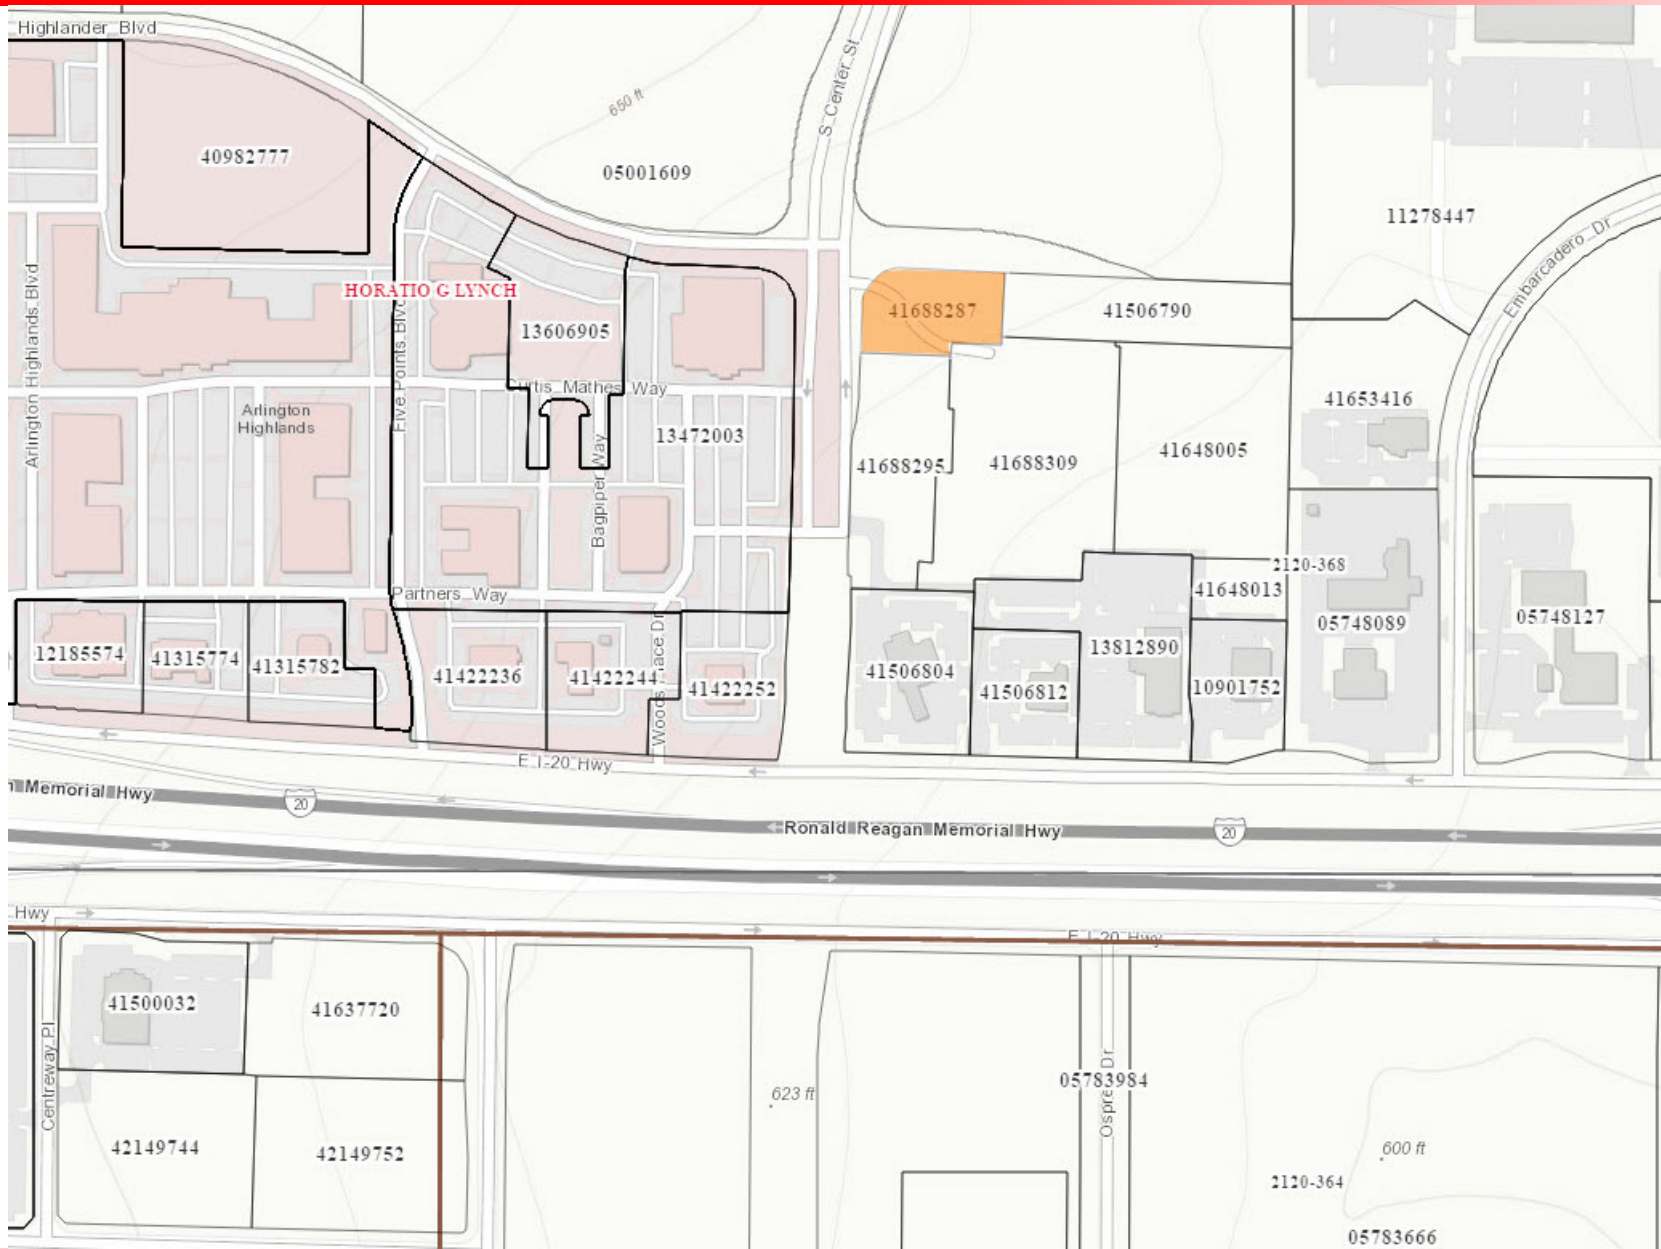 Highlander Blvd
S Center St
650 ft
40982777
05001609
11278447
Embarcadero Dr
Arlington Highlands Blvd
HORATIO G LYNCH
Five Points Blvd
13606905
41688287
41506790
Curtis Mathes Way
Arlington
Highlands
41653416
13472003
Bagpiper Way
41688295
41688309
41648005
2120-368
41648013
Partners Way
05748089
05748127
12185574
41315774
41315782
41422236
41422244
41422252
41506804
41506812
13812890
10901752
E I-20 Hwy
Memorial Hwy
20
Ronald Reagan Memorial Hwy
20
Hwy
E I-20 Hwy
41500032
41637720
Centreway Pl
623 ft
05783984
Osprey Dr
42149744
42149752
600 ft
2120-364
05783666